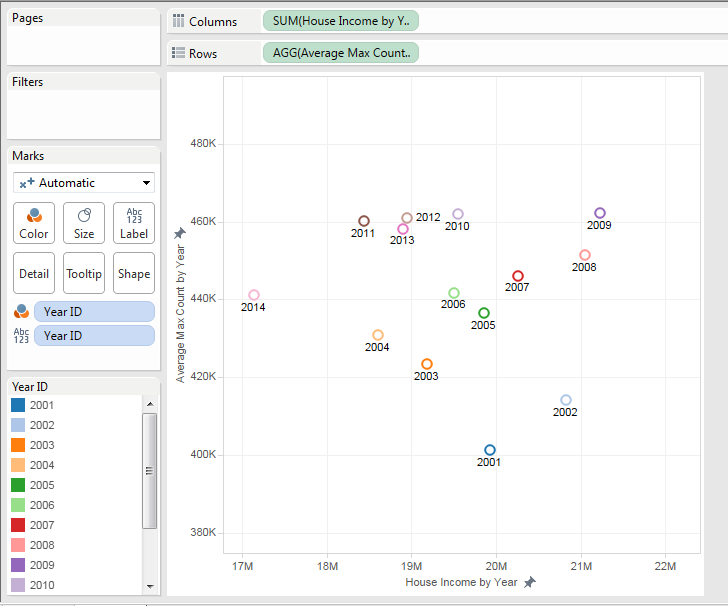 Pages
Columns
SUM(House Income by Y..
Rows
AGG(Average Max Count..
Filters
Marks
Automatic
Color
Size
Abc
123
Label
Detail
Tooltip
Shape
Year ID
Abc
123
Year ID
Year ID
2001
2002
2003
2004
2005
2006
2007
2008
2009
2010
Average Max Count by Year
480K
460K
440K
420K
400K
380K
2011
2012
2013
2010
2009
2008
2007
2014
2006
2005
2004
2003
2002
2001
17M
18M
19M
20M
21M
22M
House Income by Year